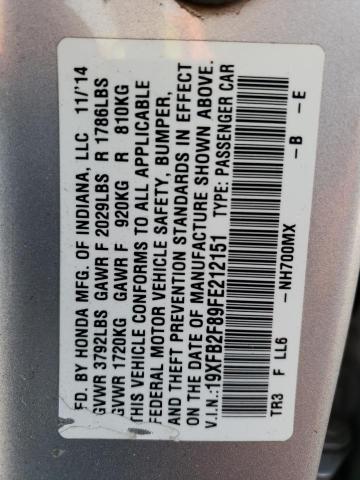 FD. BY HONDA MFG. OF INDIANA, LLC 11/'14
GVWR 3792LBS GAWR F 2029LBS R 1786LBS
GVWR 1720KG GAWR F 920KG R 810KG
THIS VEHICLE CONFORMS TO ALL APPLICABLE
FEDERAL MOTOR VEHICLE SAFETY, BUMPER,
AND THEFT PREVENTION STANDARDS IN EFFECT
ON THE DATE OF MANUFACTURE SHOWN ABOVE.
V.I.N.:19XFB2F89FE212151 TYPE: PASSENGER CAR
TR3 F LL6 -NH700MX -B -E